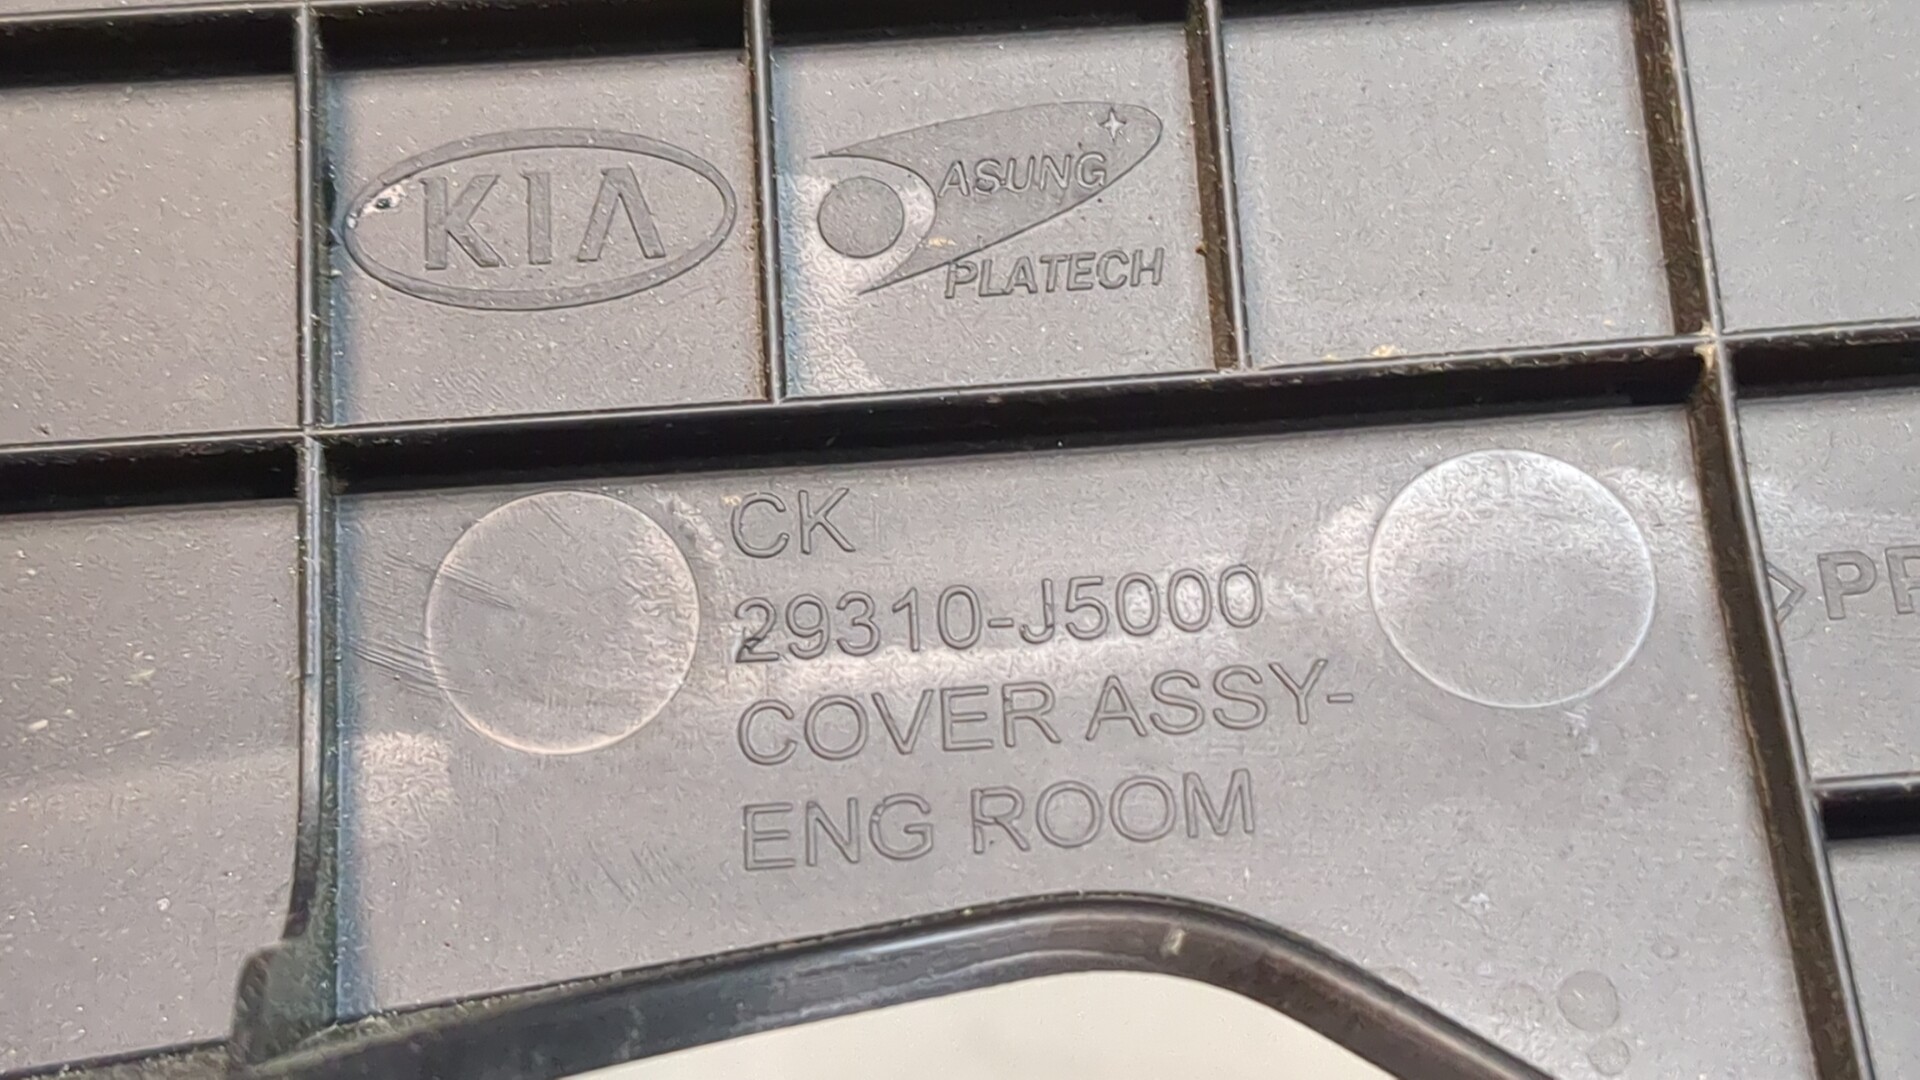 KIA
ASUNG
PLATECH
CK
29310-J5000
COVER ASSY-
ENG ROOM